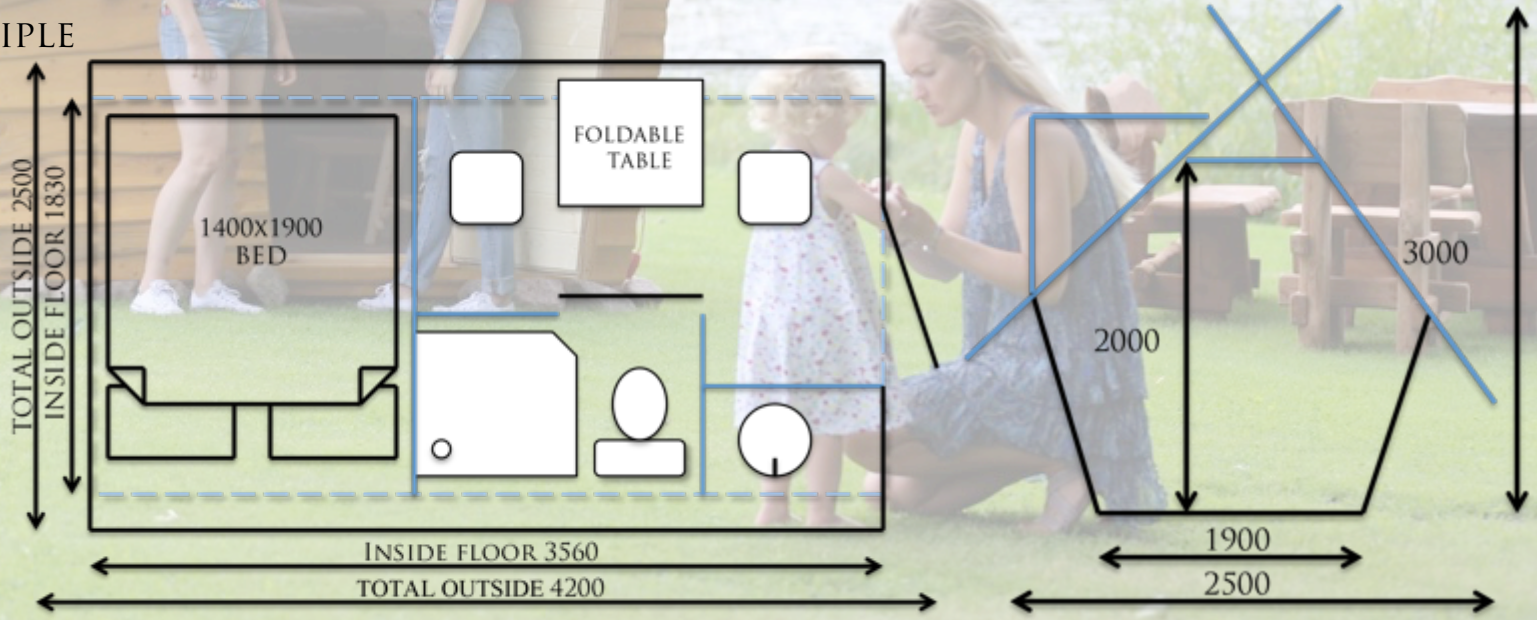 IPLE
TOTAL OUTSIDE 2500
INSIDE FLOOR 1830
1400X1900
BED
FOLDABLE
TABLE
INSIDE FLOOR 3560
TOTAL OUTSIDE 4200
2000
3000
1900
2500